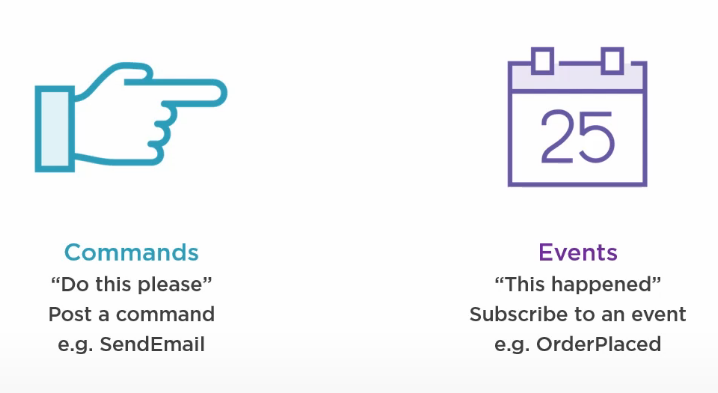 25
Commands
“Do this please”
Post a command
e.g. SendEmail
Events
“This happened”
Subscribe to an event
e.g. OrderPlaced